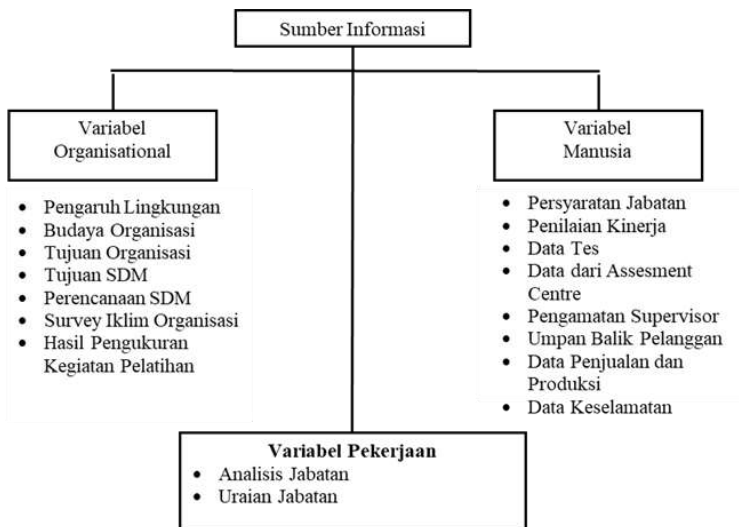 Sumber Informasi
Variabel
Organisational
• Pengaruh Lingkungan
• Budaya Organisasi
• Tujuan Organisasi
• Tujuan SDM
• Perencanaan SDM
• Survey Iklim Organisasi
• Hasil Pengukuran
Kegiatan Pelatihan
Variabel
Manusia
• Persyaratan Jabatan
• Penilaian Kinerja
• Data Tes
• Data dari Assesment
Centre
• Pengamatan Supervisor
• Umpan Balik Pelanggan
• Data Penjualan dan
Produksi
• Data Keselamatan
Variabel Pekerjaan
• Analisis Jabatan
• Uraian Jabatan